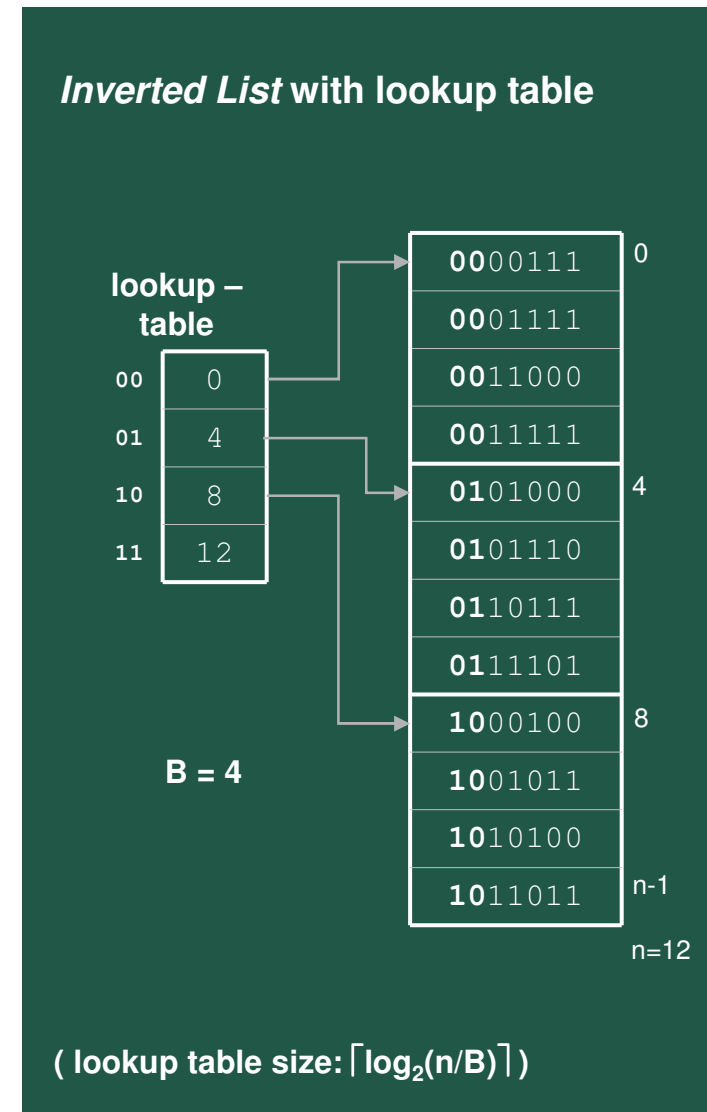 Inverted List with lookup table
lookup –
table
00 0
01 4
10 8
11 12
B = 4
0000111 0
0001111
0011000
0011111
0101000 4
0101110
0110111
0111101
1000100 8
1001011
1010100
1011011 n-1
n=12
( lookup table size: ⌈log₂(n/B)⌉ )